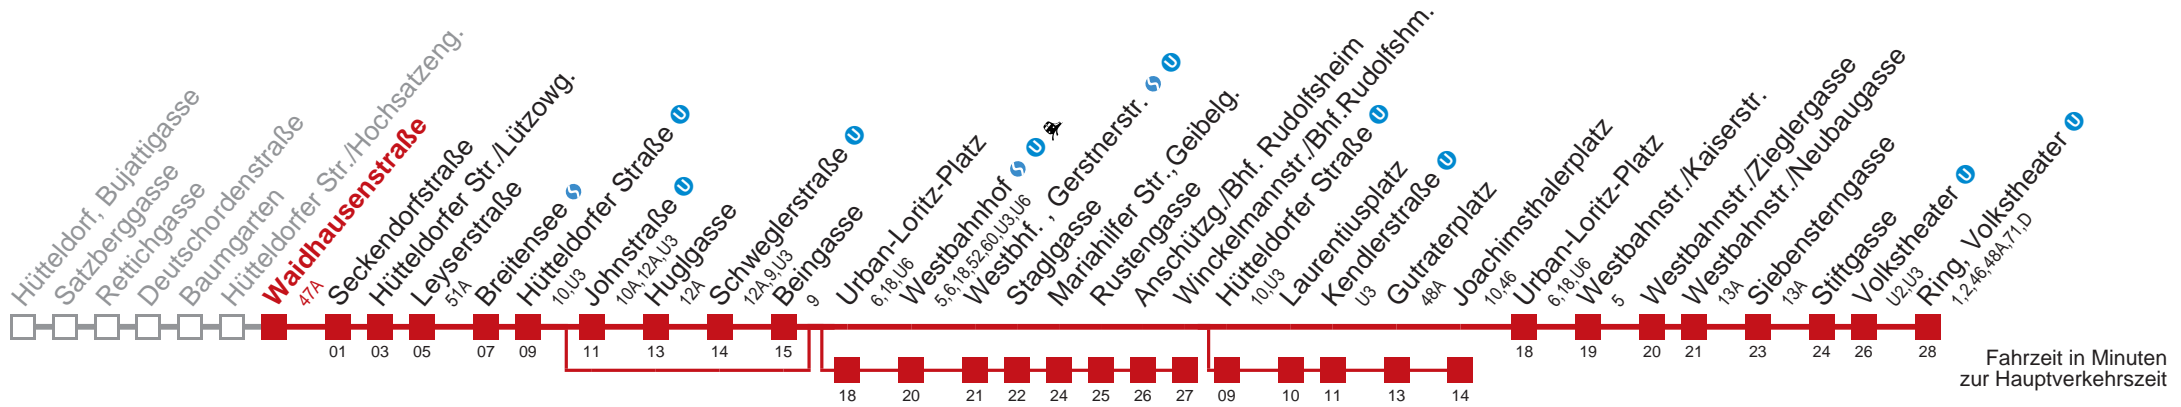 Hütteldorf, Bujattigasse
Satzberggasse
Rettichgasse
Deutschordenstraße
Baumgarten
Hütteldorfer Str./Hochsatzeng.
Waidhausenstraße
47A
Seckendorfstraße
Hütteldorfer Str./Lützowg.
Leyserstraße
51A
Breitensee
Hütteldorfer Straße U
10,U3
Johnstraße U
10A,12A,U3
Huglgasse
12A
Schweglerstraße U
12A,9,U3
Beingasse
9
Urban-Loritz-Platz
6,18,U6
Westbahnhof U
5,6,18,52,60,U3,U6
Westbhf., Gerstnerstr. U
Staglgasse
Mariahilfer Str., Geibelg.
Rustengasse
Anschützg./Bhf. Rudolfsheim
Winckelmannstr./Bhf.Rudolfshm.
Hütteldorfer Straße U
10,U3
Laurentiusplatz
Kendlerstraße U
U3
Gutraterplatz
48A
Joachimsthalerplatz
10,46
Urban-Loritz-Platz
6,18,U6
Westbahnstr./Kaiserstr.
5
Westbahnstr./Zieglergasse
Westbahnstr./Neubaugasse
13A
Siebensterngasse
13A
Stiftgasse
Volkstheater U
U2,U3
Ring, Volkstheater U
1,2,46,48A,71,D
01 03 05 07 09 11 13 14 15 18 19 20 21 23 24 26 28
18 20 21 22 24 25 26 27 09 10 11 13 14
Fahrzeit in Minuten
zur Hauptverkehrszeit